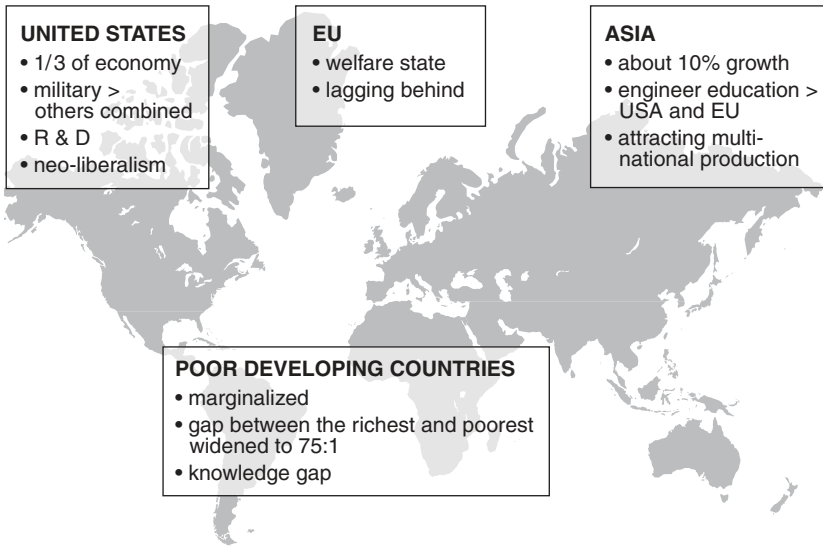 UNITED STATES
• 1/3 of economy
• military >
others combined
• R & D
• neo-liberalism
EU
• welfare state
• lagging behind
ASIA
• about 10% growth
• engineer education >
USA and EU
• attracting multi-
national production
POOR DEVELOPING COUNTRIES
• marginalized
• gap between the richest and poorest
widened to 75:1
• knowledge gap